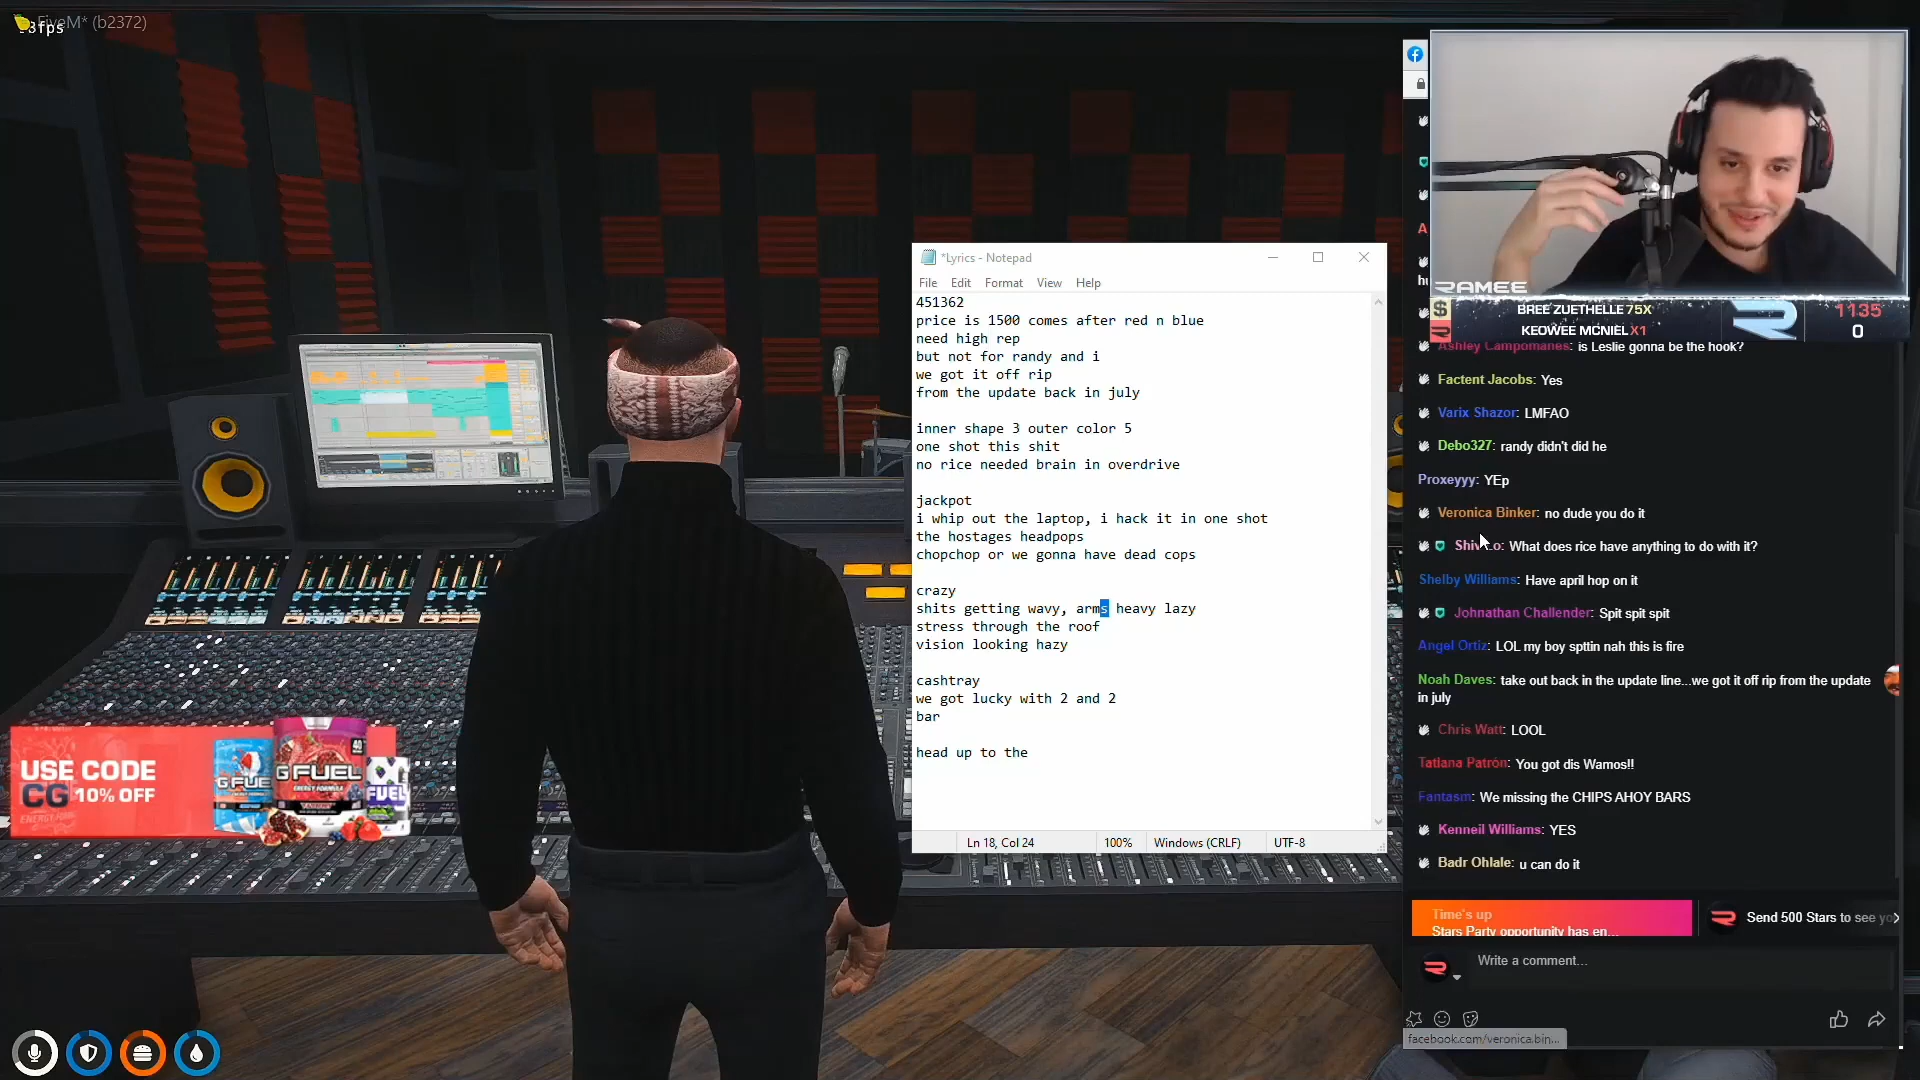 FiveM* (b2372)
*Lyrics - Notepad
File Edit Format View Help
451362
price is 1500 comes after red n blue
need high rep
but not for randy and i
we got it off rip
from the update back in july
inner shape 3 outer color 5
one shot this shit
no rice needed brain in overdrive
jackpot
i whip out the laptop, i hack it in one shot
the hostages headpops
chopchop or we gonna have dead cops
crazy
shits getting wavy, arms heavy lazy
stress through the roof
vision looking hazy
cashtray
we got lucky with 2 and 2
bar
head up to the
Ln 18, Col 24 100% Windows (CRLF) UTF-8
USE CODE
CG 10% OFF
G FUEL
RAMEE
BREE ZUETHELLE 75X
KEOWEE MCNIEL X1
1135
0
Ashley Campomanes: is Leslie gonna be the hook?
Factent Jacobs: Yes
Varix Shazor: LMFAO
Debo327: randy didn't did he
Proxeyyy: YEp
Veronica Binker: no dude you do it
What does rice have anything to do with it?
Shelby Williams: Have april hop on it
Johnathan Challender: Spit spit spit
Angel Ortiz: LOL my boy spttin nah this is fire
Noah Daves: take out back in the update line...we got it off rip from the update
in july
Chris Watt: LOOL
Tatiana Patrón: You got dis Wamos!!
Fantasm: We missing the CHIPS AHOY BARS
Kenneil Williams: YES
Badr Ohlale: u can do it
Time's up
Stars Party opportunity has en...
Send 500 Stars to see yo
Write a comment...
facebook.com/veronica.bin...